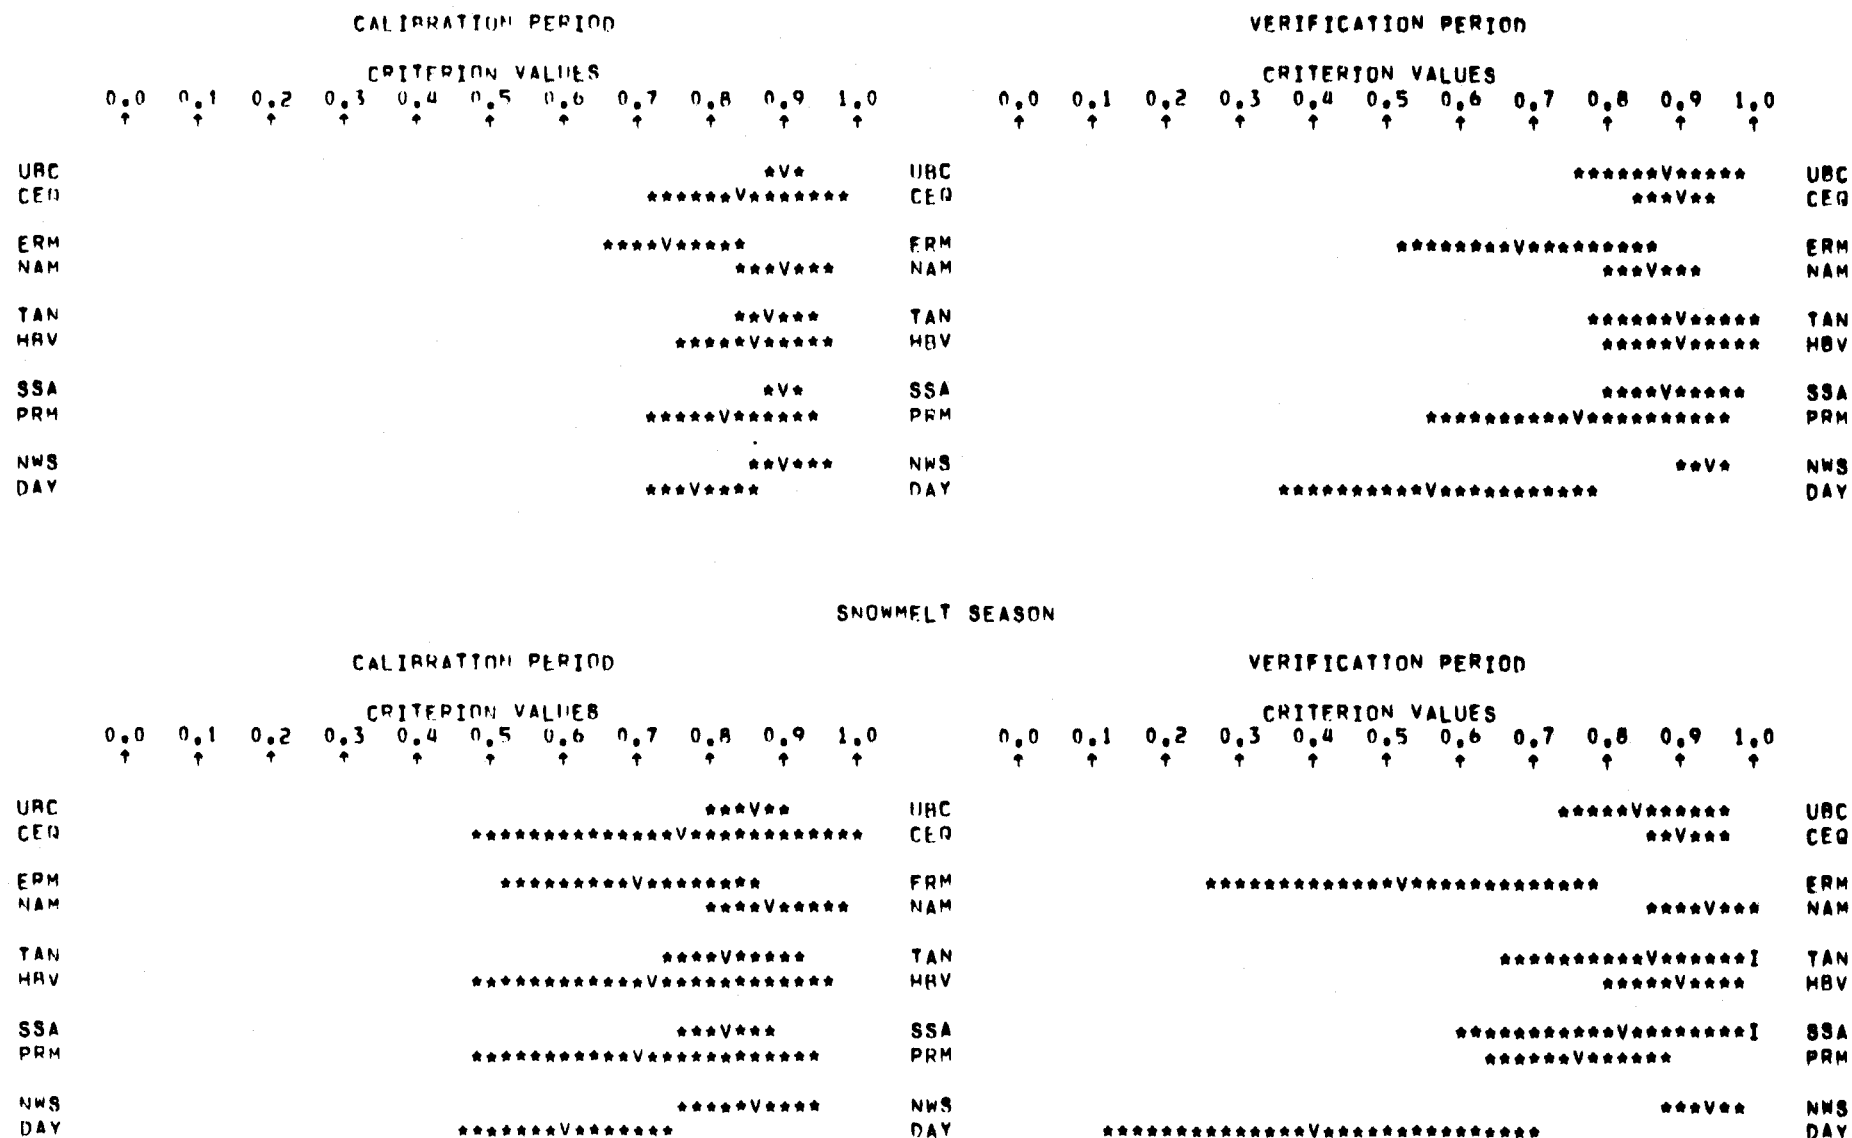 CALIBRATION PERIOD VERIFICATION PERIOD
CRITERION VALUES CRITERION VALUES
0.0 0.1 0.2 0.3 0.4 0.5 0.6 0.7 0.8 0.9 1.0 0.0 0.1 0.2 0.3 0.4 0.5 0.6 0.7 0.8 0.9 1.0
↑ ↑ ↑ ↑ ↑ ↑ ↑ ↑ ↑ ↑ ↑ ↑ ↑ ↑ ↑ ↑ ↑ ↑ ↑ ↑ ↑ ↑
UBC *V* UBC ******V***** UBC
CEQ ******V******* CEQ ***V** CEQ
ERM ****V***** ERM ********V********* ERM
NAM ***V*** NAM ***V*** NAM
TAN **V*** TAN ******V***** TAN
HBV *****V***** HBV *****V***** HBV
SSA *V* SSA ****V***** SSA
PRM *****V****** PRM **********V********** PRM
NWS **V*** NWS **V* NWS
DAY ***V**** DAY **********V*********** DAY
SNOWMELT SEASON
CALIBRATION PERIOD VERIFICATION PERIOD
CRITERION VALUES CRITERION VALUES
0.0 0.1 0.2 0.3 0.4 0.5 0.6 0.7 0.8 0.9 1.0 0.0 0.1 0.2 0.3 0.4 0.5 0.6 0.7 0.8 0.9 1.0
↑ ↑ ↑ ↑ ↑ ↑ ↑ ↑ ↑ ↑ ↑ ↑ ↑ ↑ ↑ ↑ ↑ ↑ ↑ ↑ ↑ ↑
UBC ***V** UBC *****V****** UBC
CEQ **************V************ CEQ **V*** CEQ
ERM *********V******** ERM *************V************* ERM
NAM ****V***** NAM ****V*** NAM
TAN ****V***** TAN **********V******I TAN
HBV ************V************ HBV *****V**** HBV
SSA ***V*** SSA ***********V********I SSA
PRM ***********V************ PRM ******V****** PRM
NWS *****V**** NWS ***V** NWS
DAY *******V******* DAY **************V*************** DAY